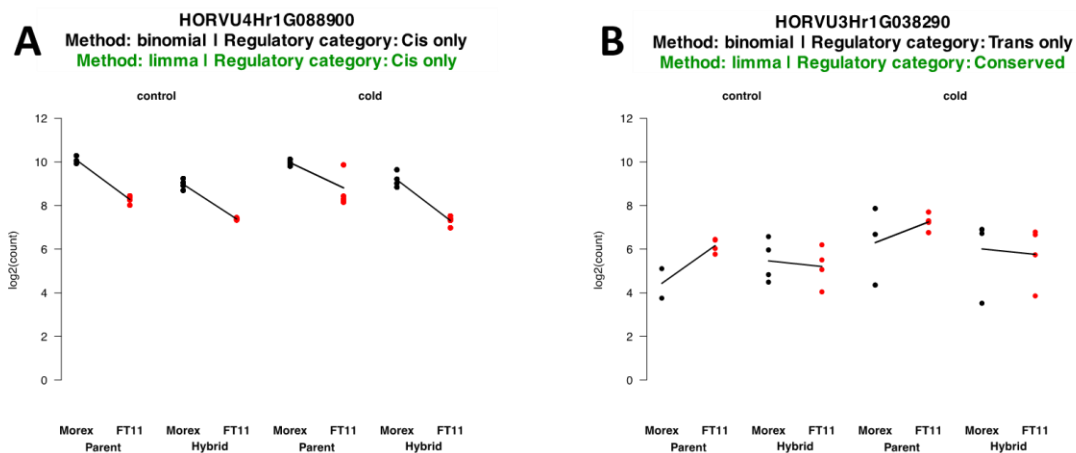 A
HORVU4Hr1G088900
Method: binomial | Regulatory category: Cis only
Method: limma | Regulatory category: Cis only
control
cold
12
10
8
6
4
2
0
log2(count)
Morex FT11 Morex FT11 Morex FT11 Morex FT11
Parent Hybrid Parent Hybrid
B
HORVU3Hr1G038290
Method: binomial | Regulatory category: Trans only
Method: limma | Regulatory category: Conserved
control
cold
12
10
8
6
4
2
0
log2(count)
Morex FT11 Morex FT11 Morex FT11 Morex FT11
Parent Hybrid Parent Hybrid